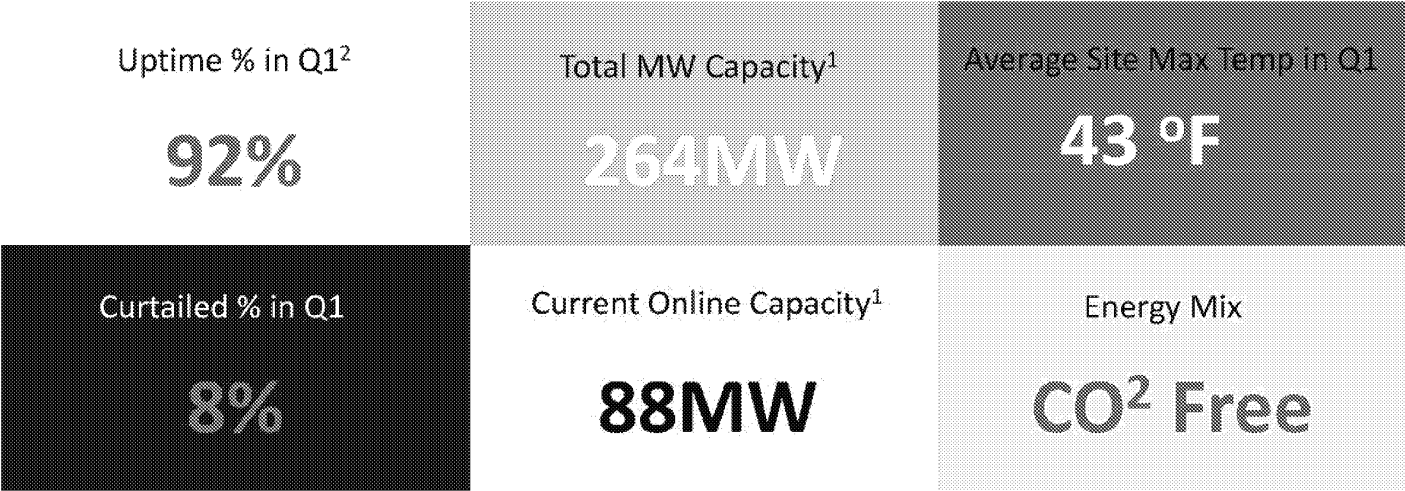 Uptime % in Q1²
92%
Total MW Capacity¹
264MW
Average Site Max Temp in Q1
43 ºF
Curtailed % in Q1
8%
Current Online Capacity¹
88MW
Energy Mix
CO² Free